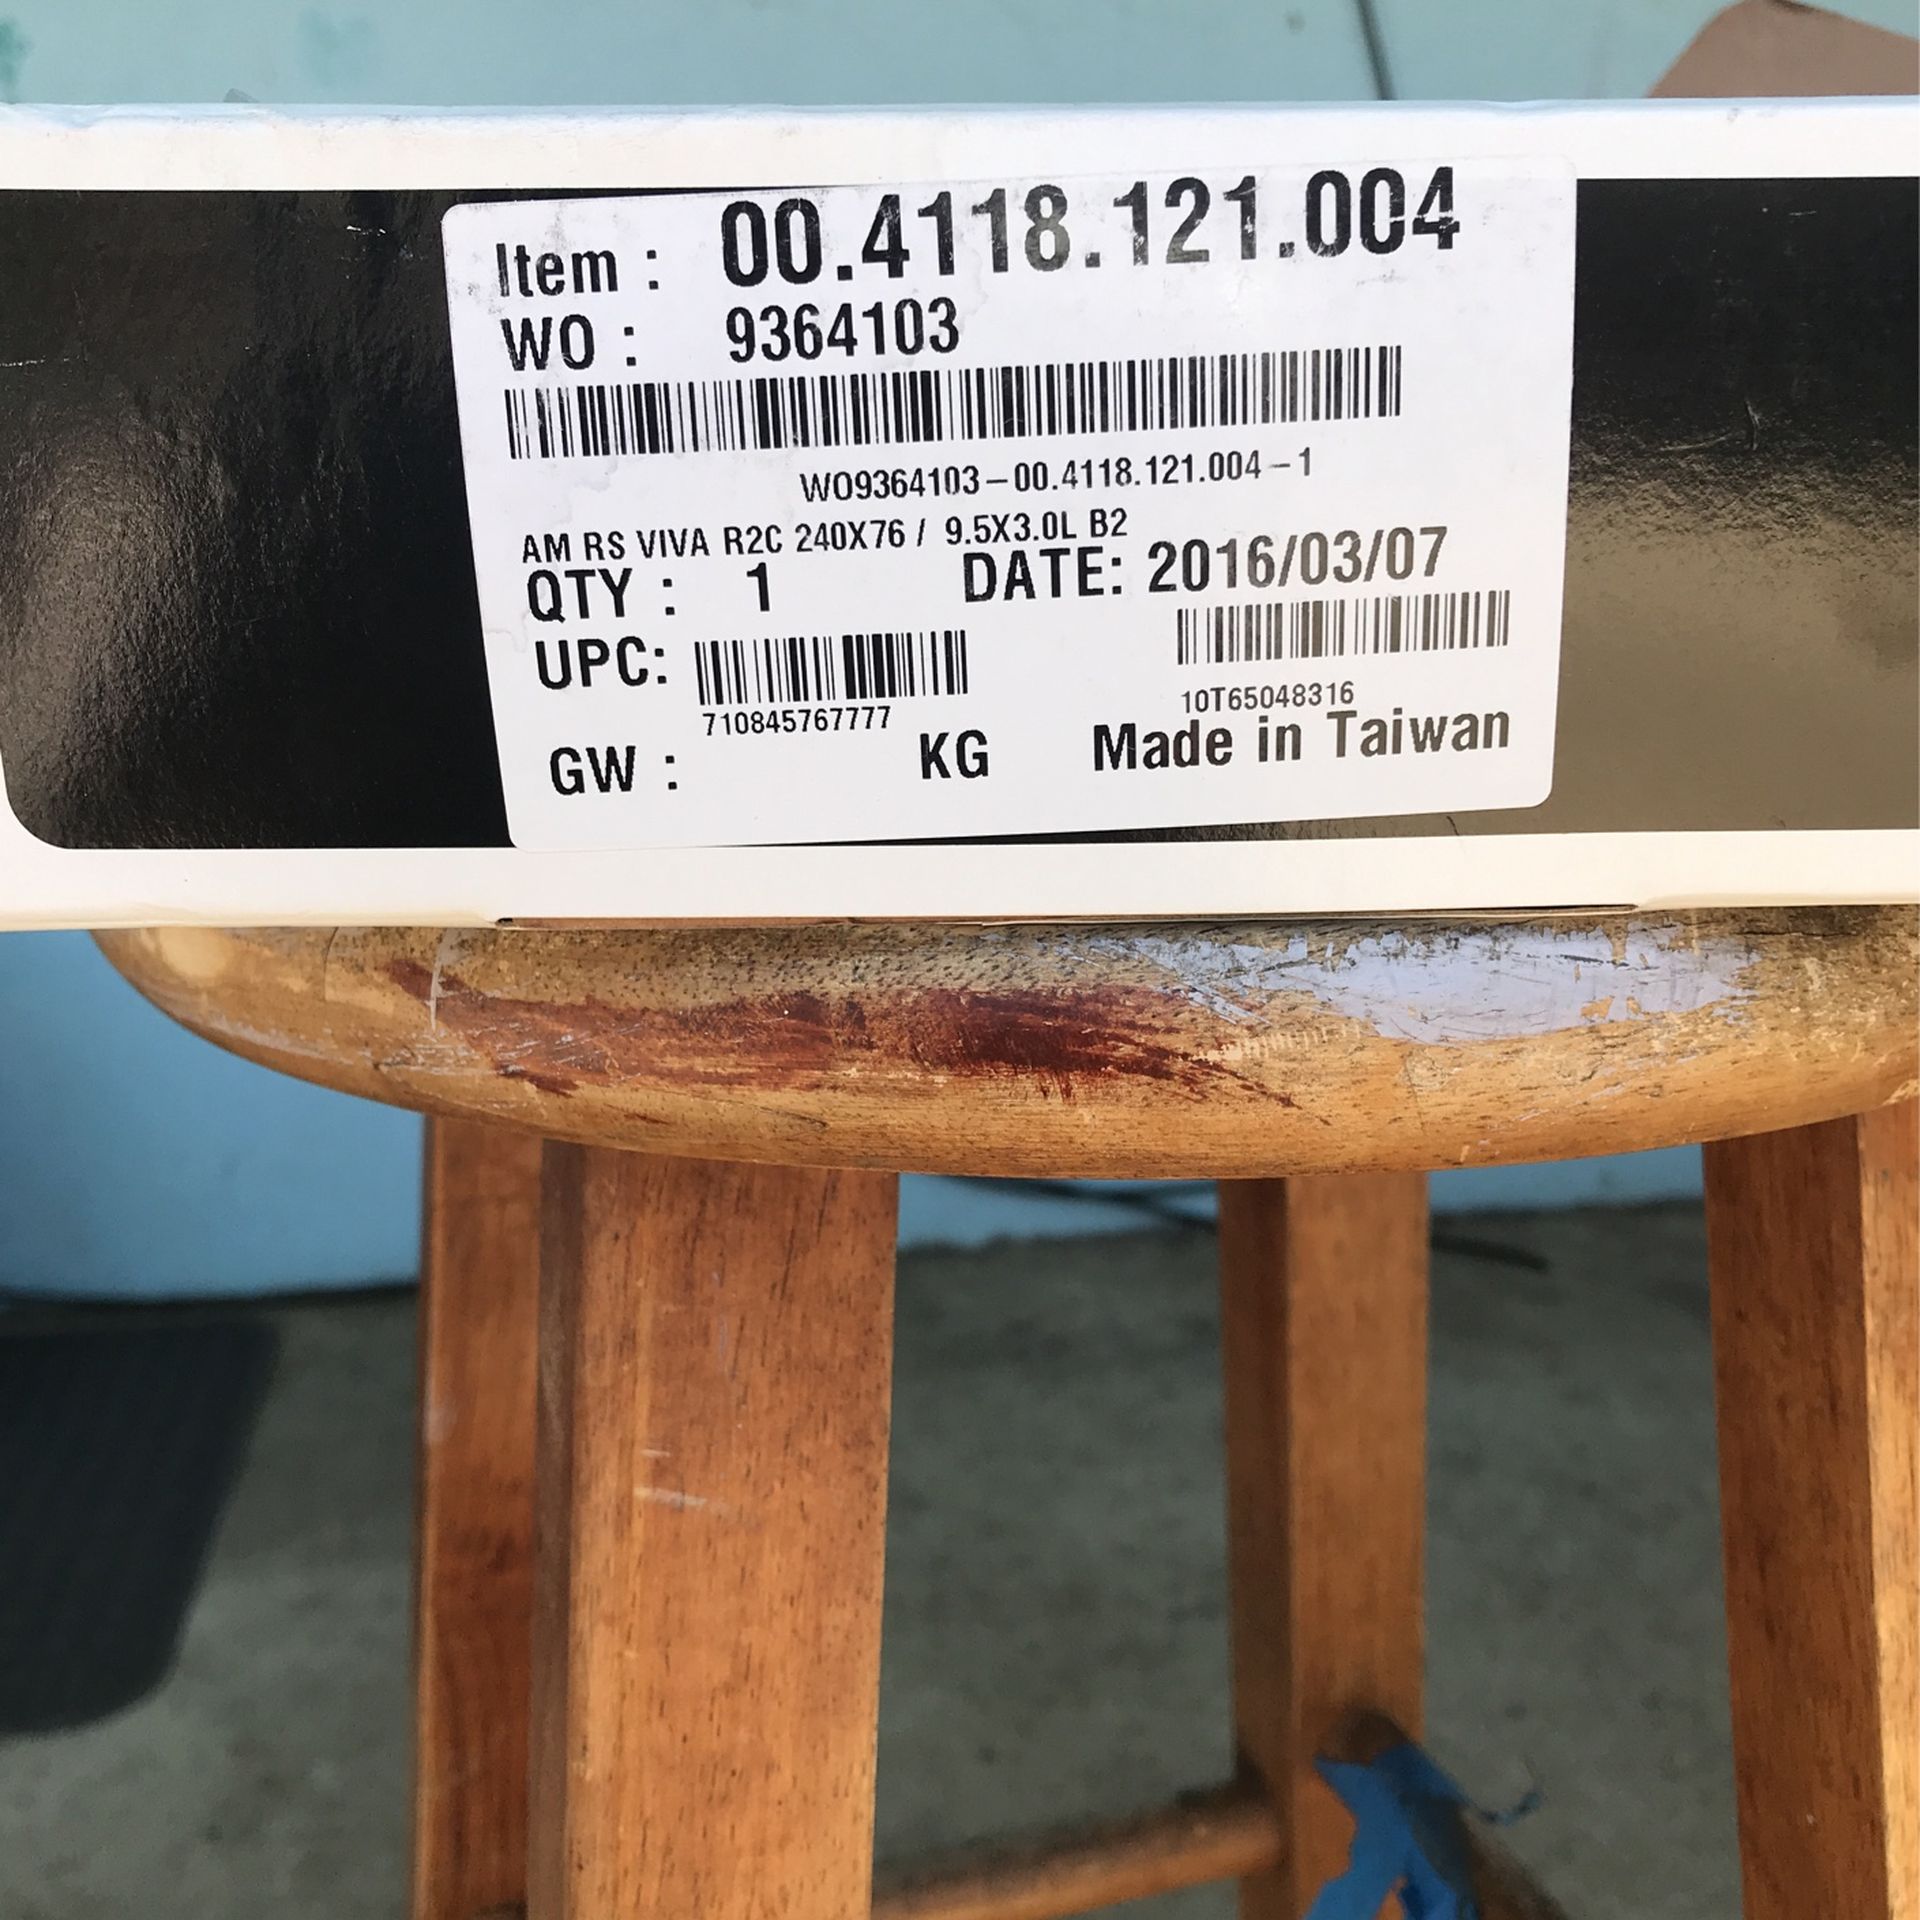 Item : 00.4118.121.004
WO : 9364103
WO9364103-00.4118.121.004-1
AM RS VIVA R2C 240X76 / 9.5X3.0L B2
QTY : 1 DATE: 2016/03/07
UPC:
710845767777 10T65048316
GW : KG Made in Taiwan